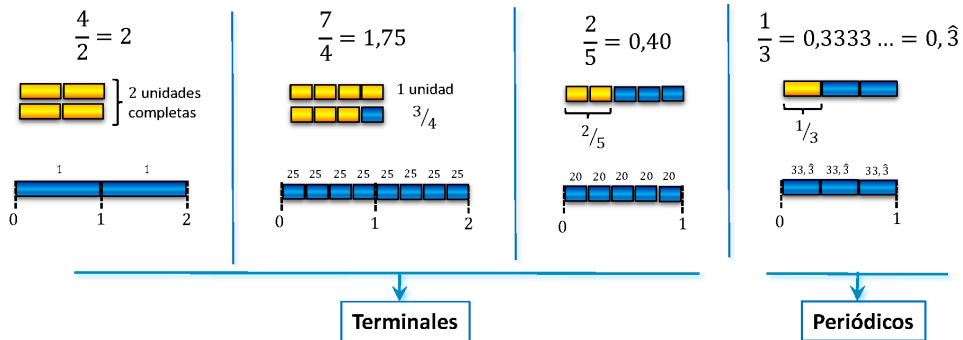 4/2 = 2
2 unidades
completas
1 1
0 1 2
7/4 = 1,75
1 unidad
3/4
25 25 25 25 25 25 25 25
0 1 2
2/5 = 0,40
2/5
20 20 20 20 20
0 1
1/3 = 0,3333 ... = 0, 3̂
1/3
33, 3̂ 33, 3̂ 33, 3̂
0 1
Terminales
Periódicos